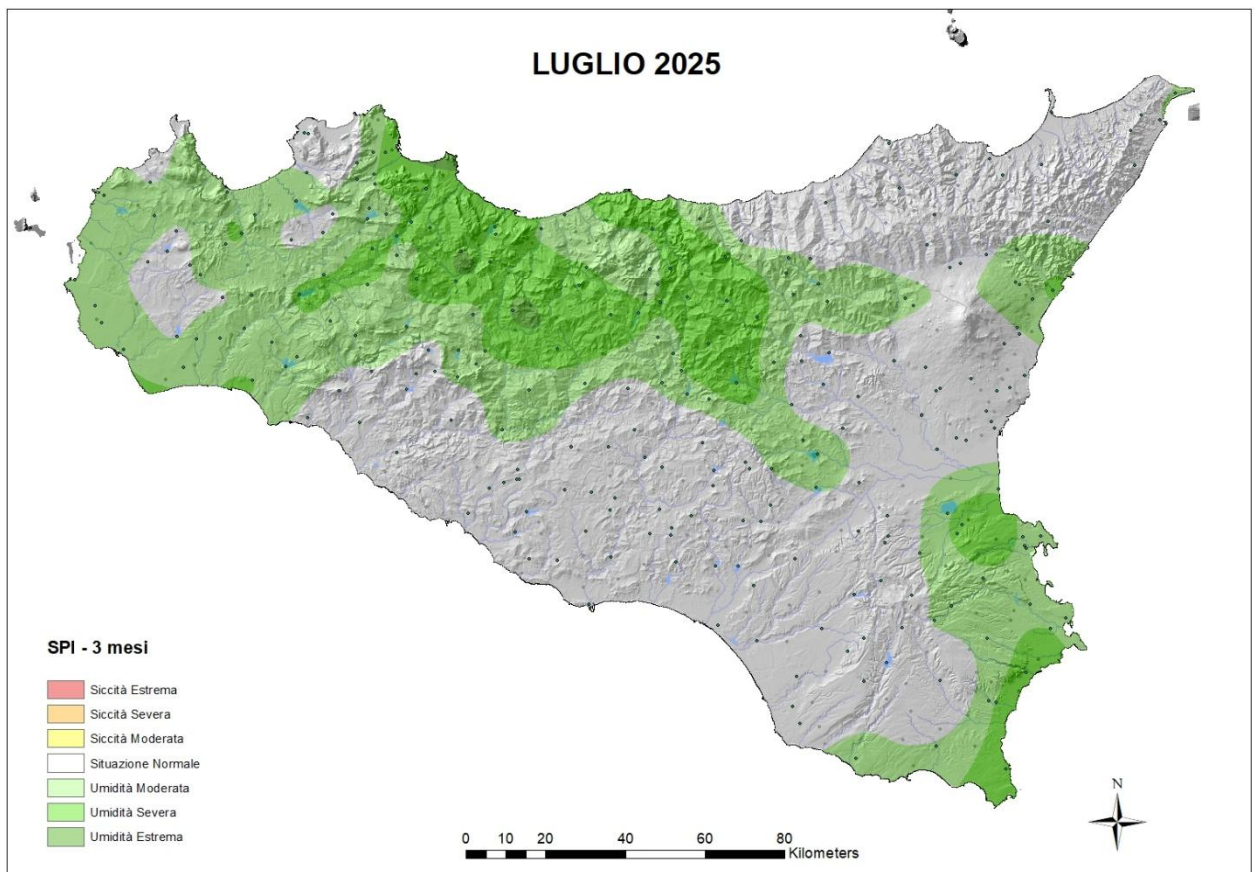 LUGLIO 2025
SPI - 3 mesi
Siccità Estrema
Siccità Severa
Siccità Moderata
Situazione Normale
Umidità Moderata
Umidità Severa
Umidità Estrema
N
0 10 20 40 60 80
Kilometers